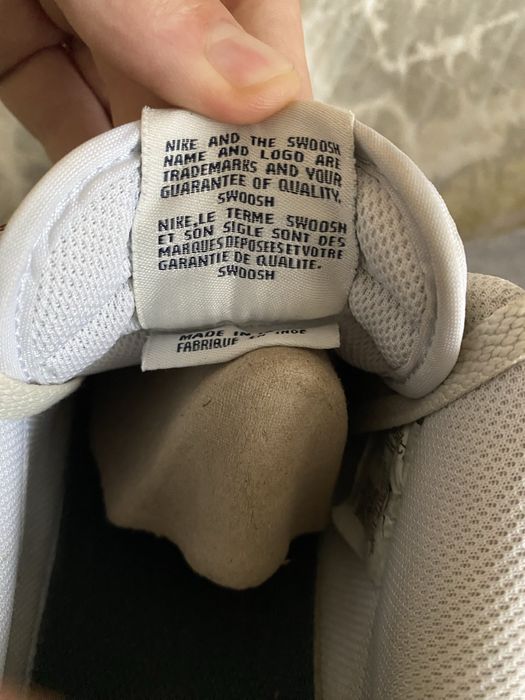 NIKE AND THE SWOOSH
NAME AND LOGO ARE
TRADEMARKS AND YOUR
GUARANTEE OF QUALITY.
SWOOSH
NIKE,LE TERME SWOOSH
ET SON SIGLE SONT DES
MARQUES DEPOSEES ET VOTRE
GARANTIE DE QUALITE.
SWOOSH
MADE IN
FABRIQUE